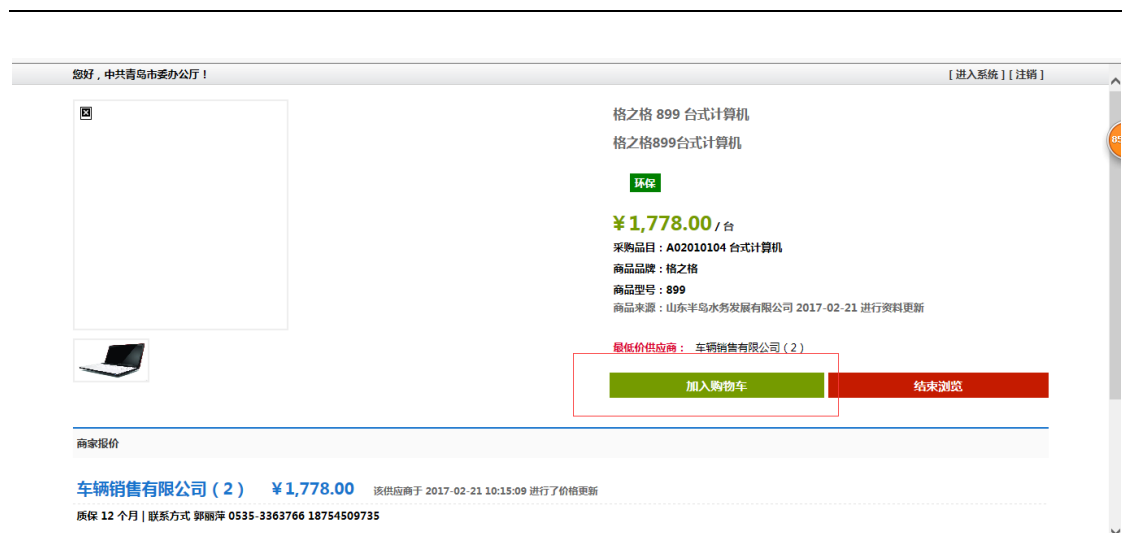 您好，中共青岛市委办公厅！
[ 进入系统 ] [ 注销 ]
格之格 899 台式计算机
格之格899台式计算机
环保
¥1,778.00 / 台
采购品目：A02010104 台式计算机
商品品牌：格之格
商品型号：899
商品来源：山东半岛水务发展有限公司 2017-02-21 进行资料更新
最低价供应商： 车辆销售有限公司（2）
加入购物车
结束浏览
商家报价
车辆销售有限公司（2） ¥1,778.00 该供应商于 2017-02-21 10:15:09 进行了价格更新
质保 12 个月 | 联系方式 郭丽萍 0535-3363766 18754509735